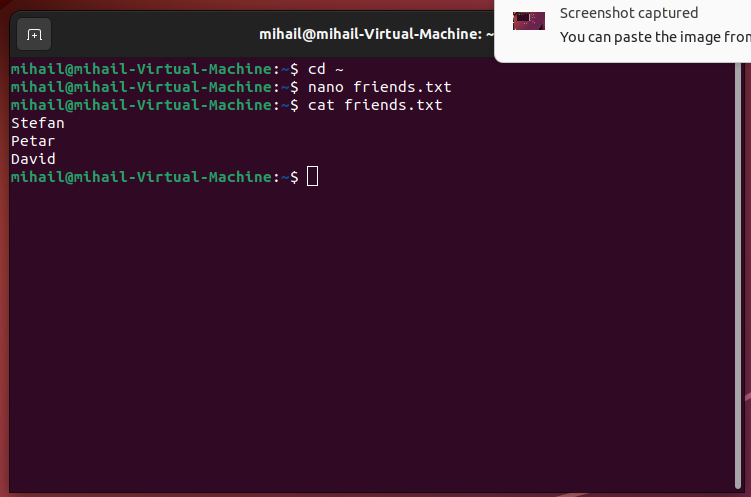 Screenshot captured
You can paste the image from
mihail@mihail-Virtual-Machine: ~
mihail@mihail-Virtual-Machine:~$ cd ~
mihail@mihail-Virtual-Machine:~$ nano friends.txt
mihail@mihail-Virtual-Machine:~$ cat friends.txt
Stefan
Petar
David
mihail@mihail-Virtual-Machine:~$